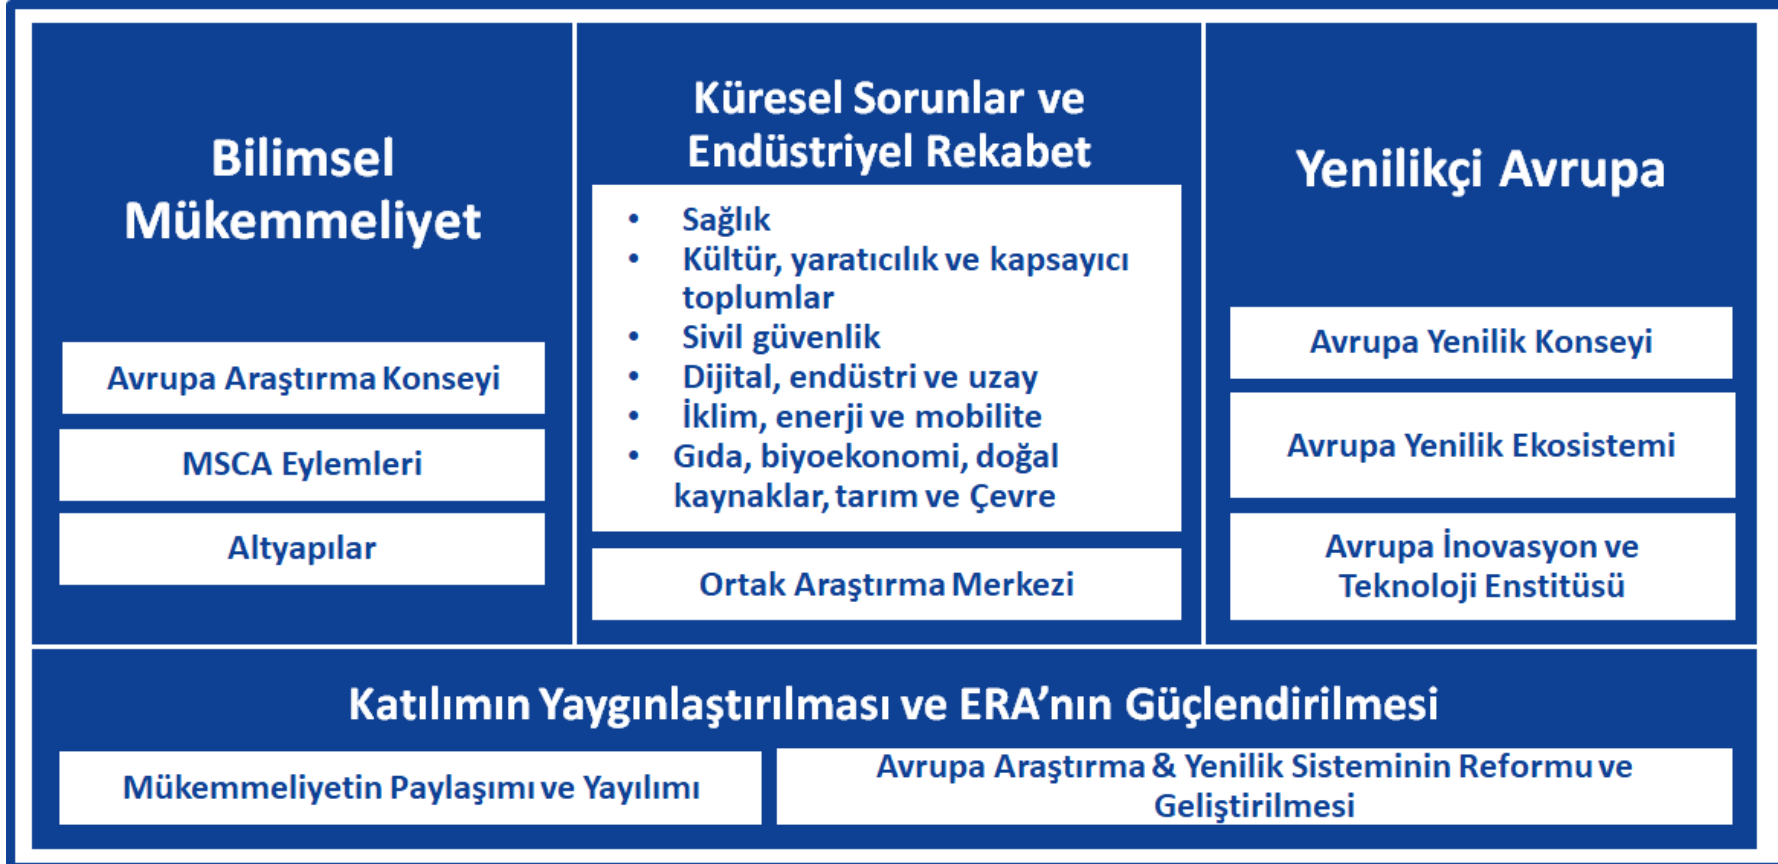 Bilimsel
Mükemmeliyet
Avrupa Araştırma Konseyi
MSCA Eylemleri
Altyapılar
Küresel Sorunlar ve
Endüstriyel Rekabet
• Sağlık
• Kültür, yaratıcılık ve kapsayıcı
toplumlar
• Sivil güvenlik
• Dijital, endüstri ve uzay
• İklim, enerji ve mobilite
• Gıda, biyoekonomi, doğal
kaynaklar, tarım ve Çevre
Ortak Araştırma Merkezi
Yenilikçi Avrupa
Avrupa Yenilik Konseyi
Avrupa Yenilik Ekosistemi
Avrupa İnovasyon ve
Teknoloji Enstitüsü
Katılımın Yaygınlaştırılması ve ERA’nın Güçlendirilmesi
Mükemmeliyetin Paylaşımı ve Yayılımı
Avrupa Araştırma & Yenilik Sisteminin Reformu ve
Geliştirilmesi